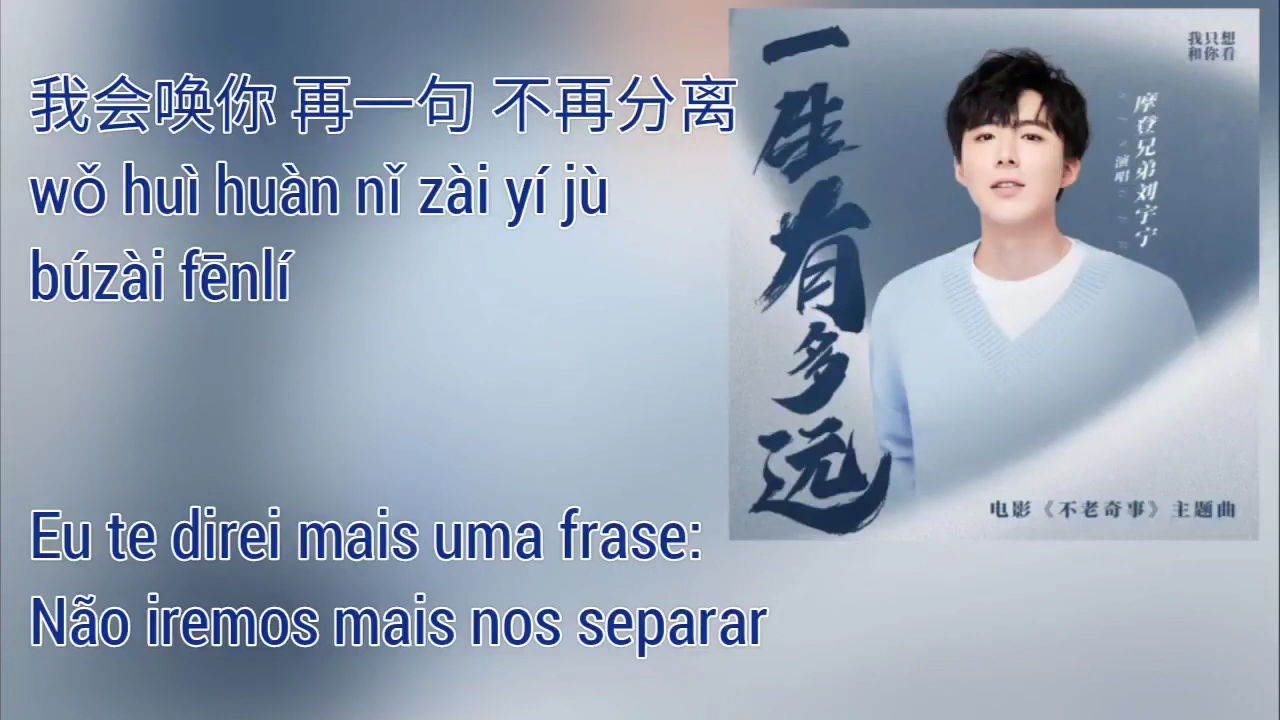 我会唤你 再一句 不再分离
wǒ huì huàn nǐ zài yí jù
búzài fēnlí
Eu te direi mais uma frase:
Não iremos mais nos separar
一生有多远
我只想
和你看
摩登兄弟刘宇宁
演唱
电影《不老奇事》主题曲